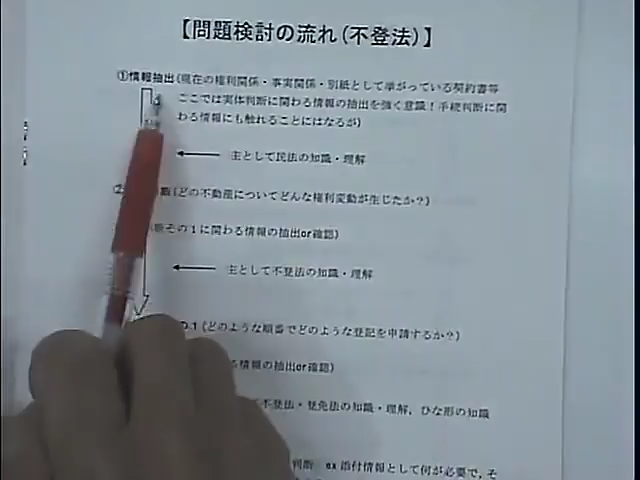 【問題検討の流れ(不登法)】
①情報抽出(現在の権利関係・事実関係・別紙として挙がっている契約書等
ここでは実体判断に関わる情報の抽出を強く意識!手続判断に関
わる情報にも触れることにはなるが)
主として民法の知識・理解
断(どの不動産についてどんな権利変動が生じたか?)
断その1に関わる情報の抽出or確認)
主として不登法の知識・理解
の1(どのような順番でどのような登記を申請するか?)
る情報の抽出or確認)
不登法・登免法の知識・理解，ひな形の知識
判断 ex添付情報として何が必要で，そ